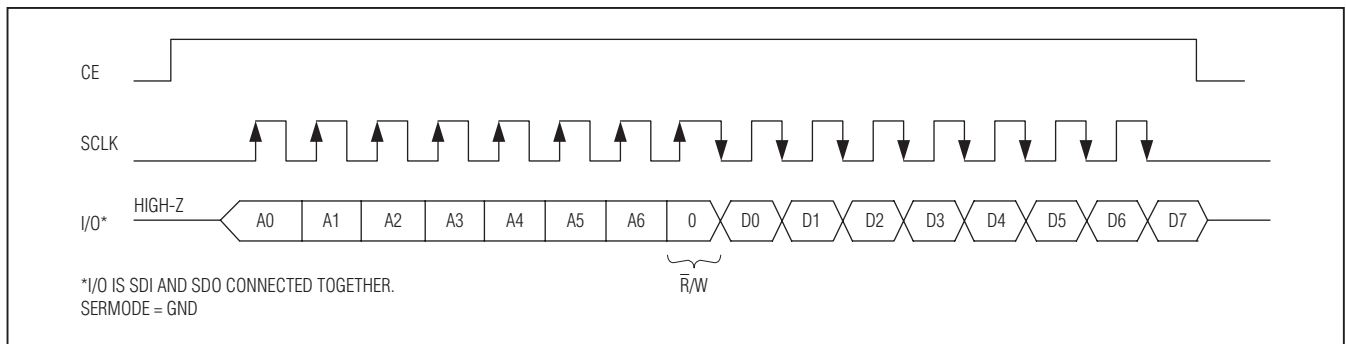 CE
SCLK
I/O*
HIGH-Z
A0 A1 A2 A3 A4 A5 A6 0 D0 D1 D2 D3 D4 D5 D6 D7
R̅/W
*I/O IS SDI AND SDO CONNECTED TOGETHER.
SERMODE = GND